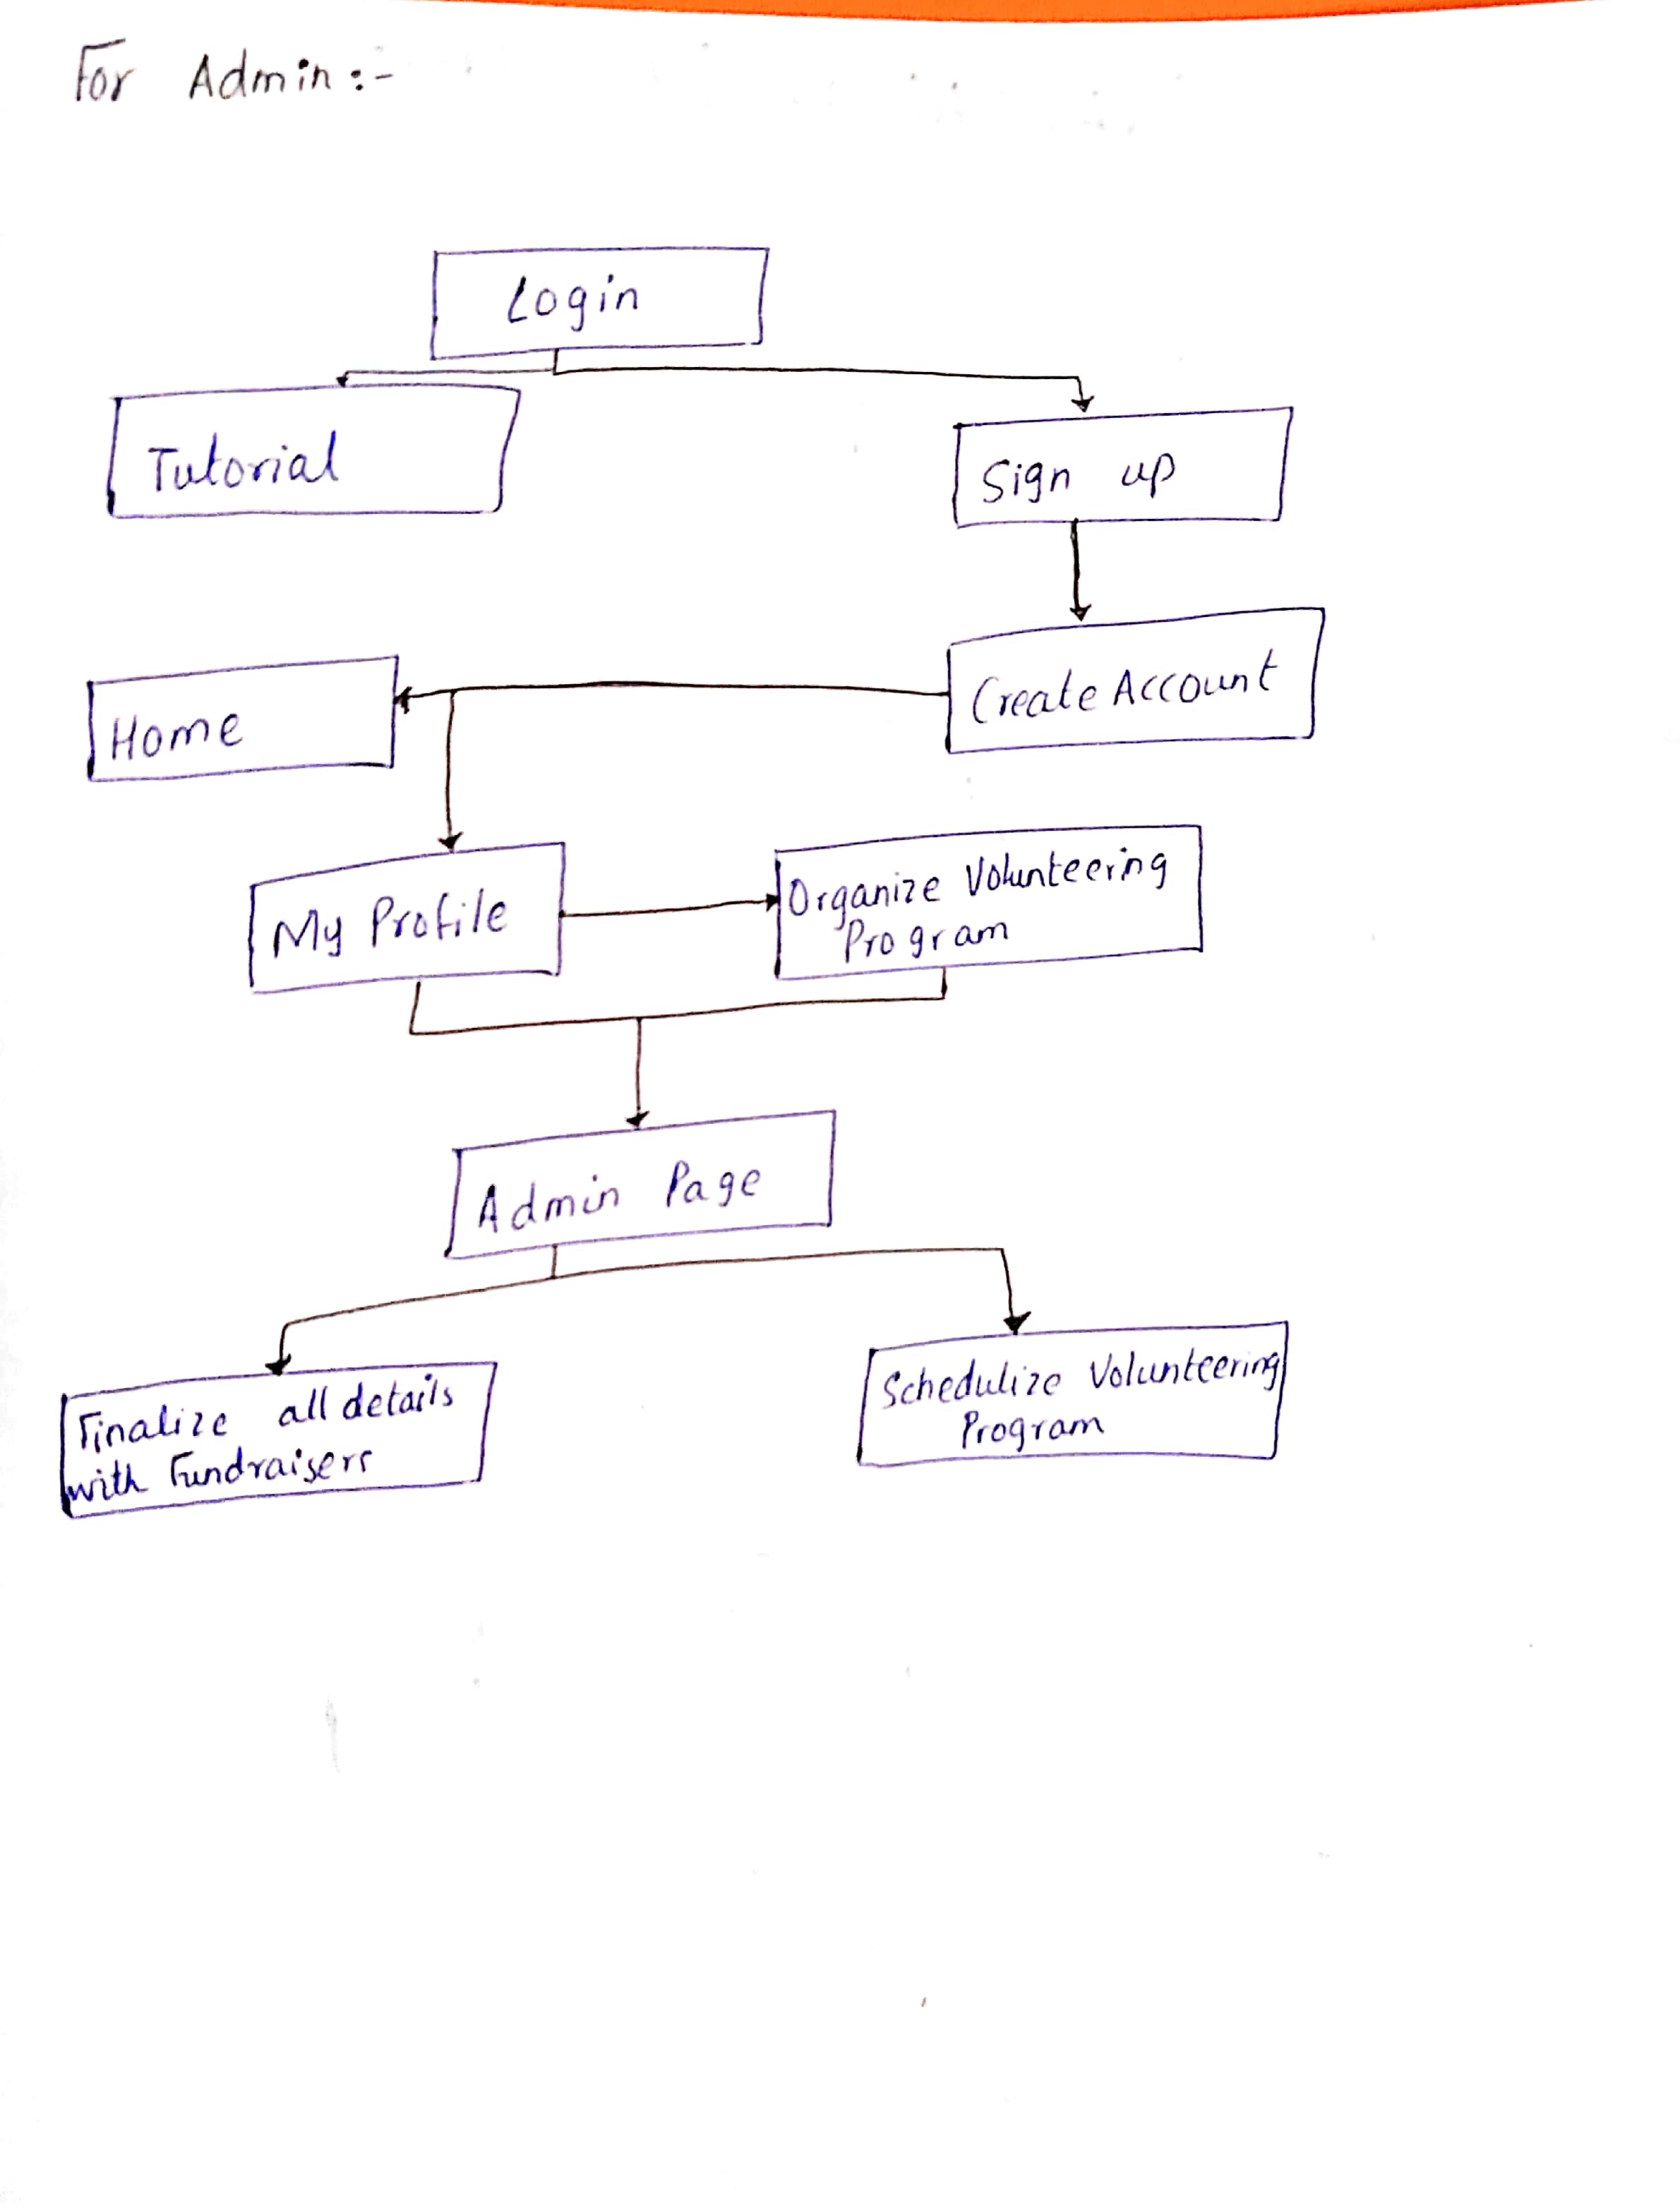 For Admin :-
Login
Tutorial
Sign up
Home
Create Account
My Profile
Organize Volunteering
Program
Admin Page
Finalize all details
with Fundraisers
Schedulize Volunteering
Program